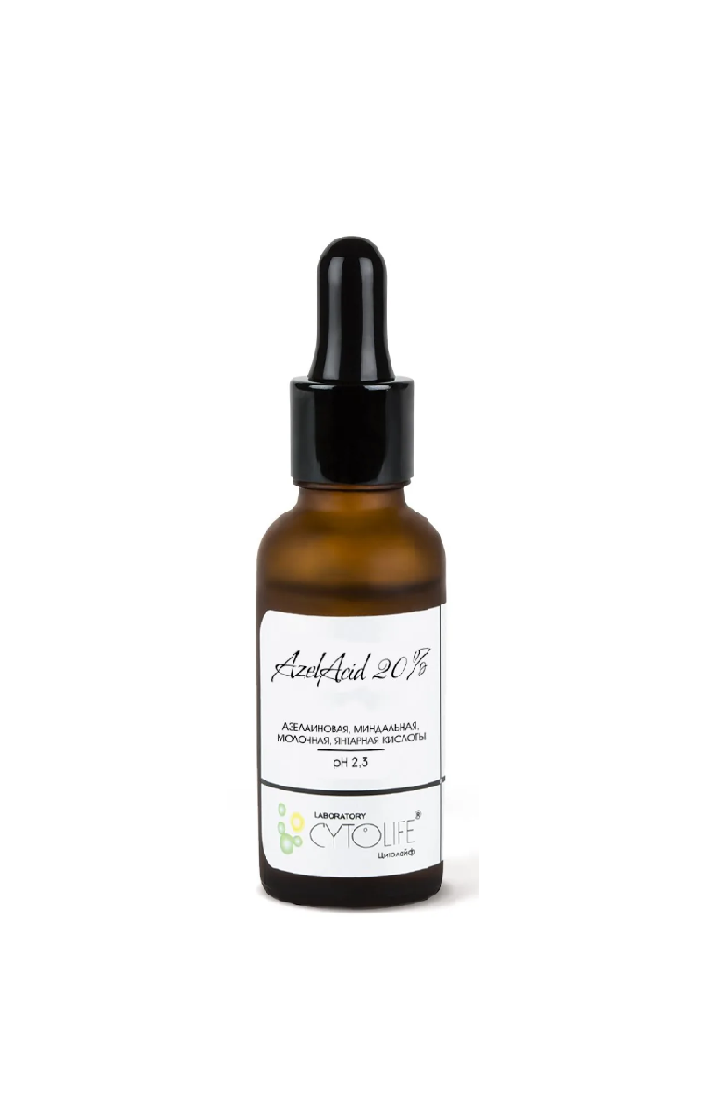 AzelAcid 20%
АЗЕЛАИНОВАЯ, МИНДАЛЬНАЯ,
МОЛОЧНАЯ, ЯНТАРНАЯ КИСЛОТЫ
pH 2,3
LABORATORY
CYTOLIFE®
Цитолайф